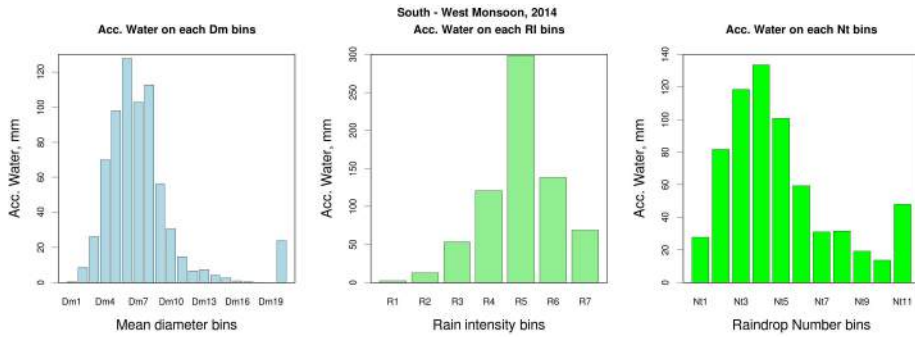 South - West Monsoon, 2014
Acc. Water on each Dm bins
Acc. Water, mm
0
20
40
60
80
100
120
Dm1 Dm4 Dm7 Dm10 Dm13 Dm16 Dm19
Mean diameter bins
Acc. Water on each RI bins
Acc. Water, mm
0
50
100
150
200
250
300
R1 R2 R3 R4 R5 R6 R7
Rain intensity bins
Acc. Water on each Nt bins
Acc. Water, mm
0
20
40
60
80
100
120
140
Nt1 Nt3 Nt5 Nt7 Nt9 Nt11
Raindrop Number bins